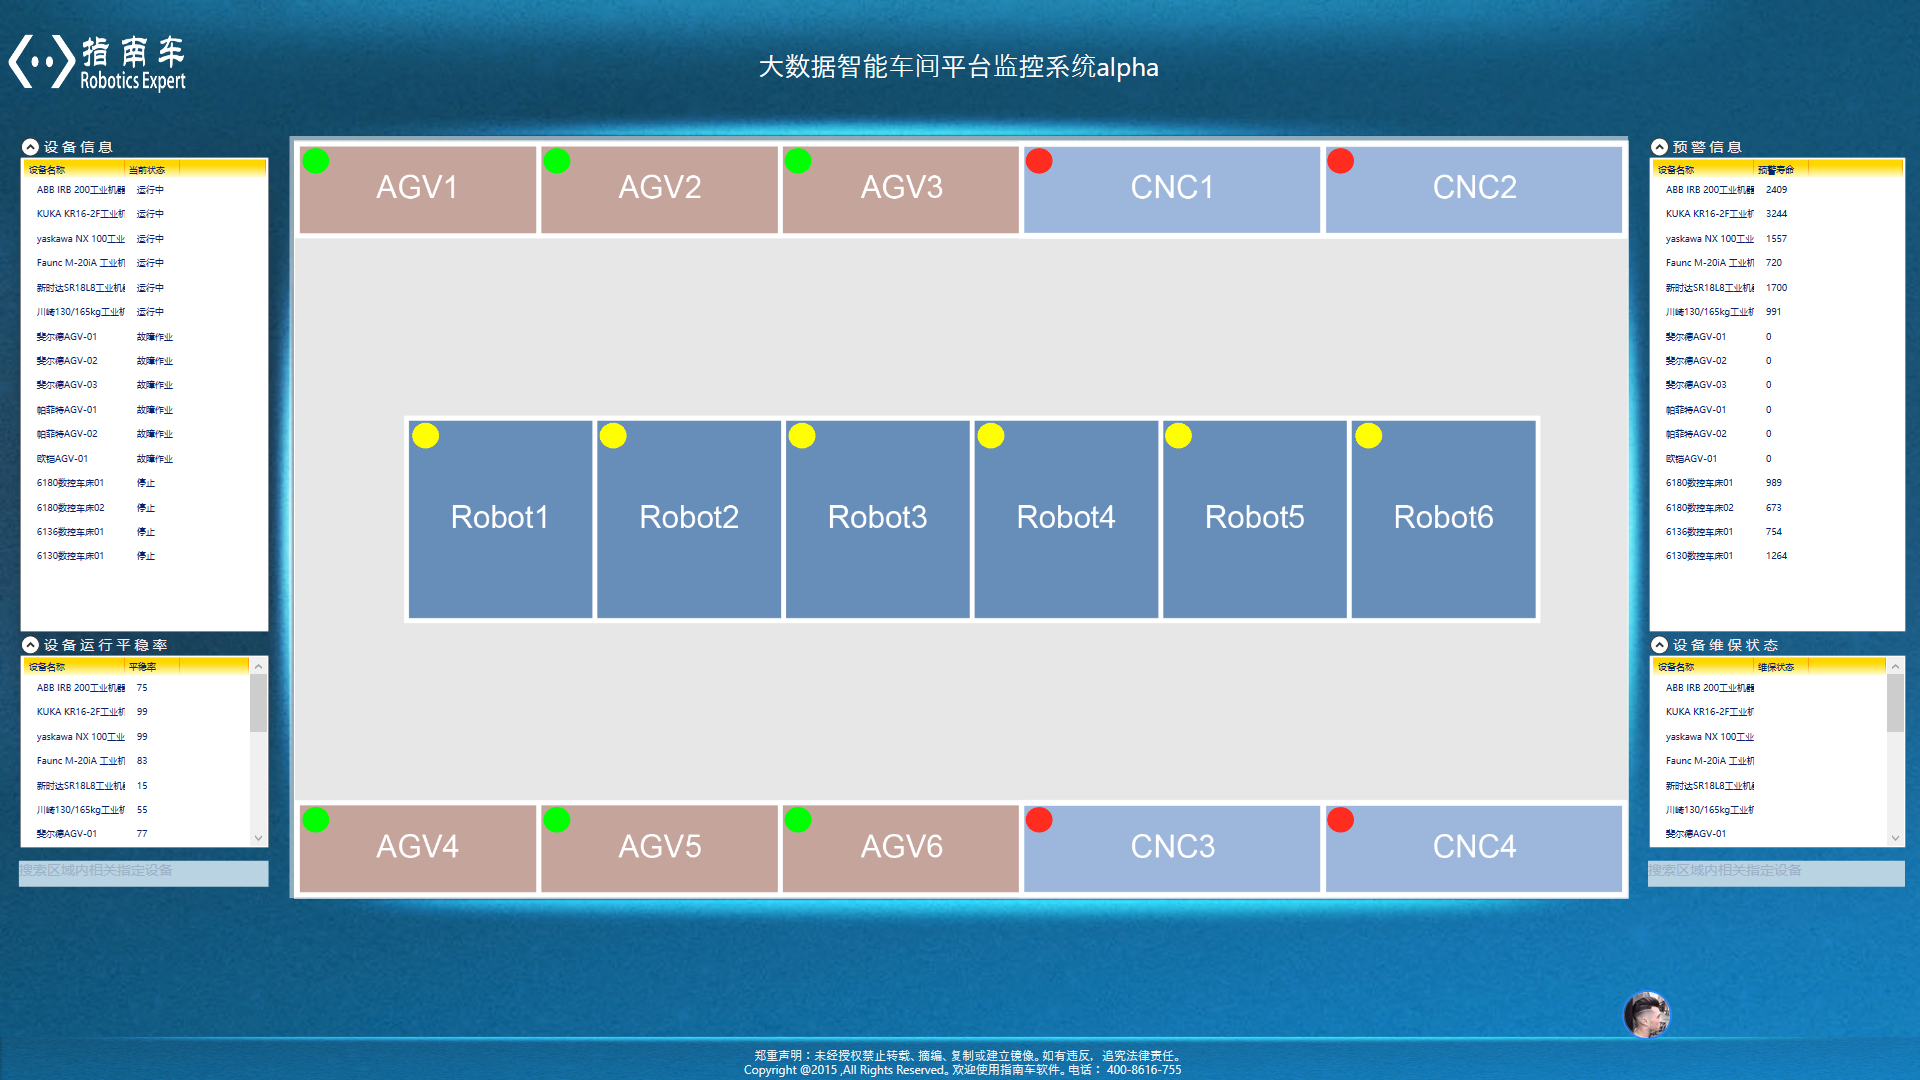 指南车
Robotics Expert
大数据智能车间平台监控系统alpha
设备信息
设备名称 当前状态
ABB IRB 200工业机器 运行中
KUKA KR16-2F工业机 运行中
yaskawa NX 100工业 运行中
Faunc M-20iA 工业机 运行中
新时达SR18L8工业机 运行中
川崎130/165kg工业机 运行中
斐尔德AGV-01 故障作业
斐尔德AGV-02 故障作业
斐尔德AGV-03 故障作业
帕菲特AGV-01 故障作业
帕菲特AGV-02 故障作业
欧铠AGV-01 故障作业
6180数控车床01 停止
6180数控车床02 停止
6136数控车床01 停止
6130数控车床01 停止
设备运行平稳率
设备名称 平稳率
ABB IRB 200工业机器 75
KUKA KR16-2F工业机 99
yaskawa NX 100工业 99
Faunc M-20iA 工业机 83
新时达SR18L8工业机 15
川崎130/165kg工业机 55
斐尔德AGV-01 77
搜索区域内相关指定设备
AGV1 AGV2 AGV3 CNC1 CNC2
Robot1 Robot2 Robot3 Robot4 Robot5 Robot6
AGV4 AGV5 AGV6 CNC3 CNC4
预警信息
设备名称 预警寿命
ABB IRB 200工业机器 2409
KUKA KR16-2F工业机 3244
yaskawa NX 100工业 1557
Faunc M-20iA 工业机 720
新时达SR18L8工业机 1700
川崎130/165kg工业机 991
斐尔德AGV-01 0
斐尔德AGV-02 0
斐尔德AGV-03 0
帕菲特AGV-01 0
帕菲特AGV-02 0
欧铠AGV-01 0
6180数控车床01 989
6180数控车床02 673
6136数控车床01 754
6130数控车床01 1264
设备维保状态
设备名称 维保状态
ABB IRB 200工业机器
KUKA KR16-2F工业机
yaskawa NX 100工业
Faunc M-20iA 工业机
新时达SR18L8工业机
川崎130/165kg工业机
斐尔德AGV-01
搜索区域内相关指定设备
郑重声明：未经授权禁止转载、摘编、复制或建立镜像。如有违反，追究法律责任。
Copyright @2015 ,All Rights Reserved。欢迎使用指南车软件。电话：400-8616-755